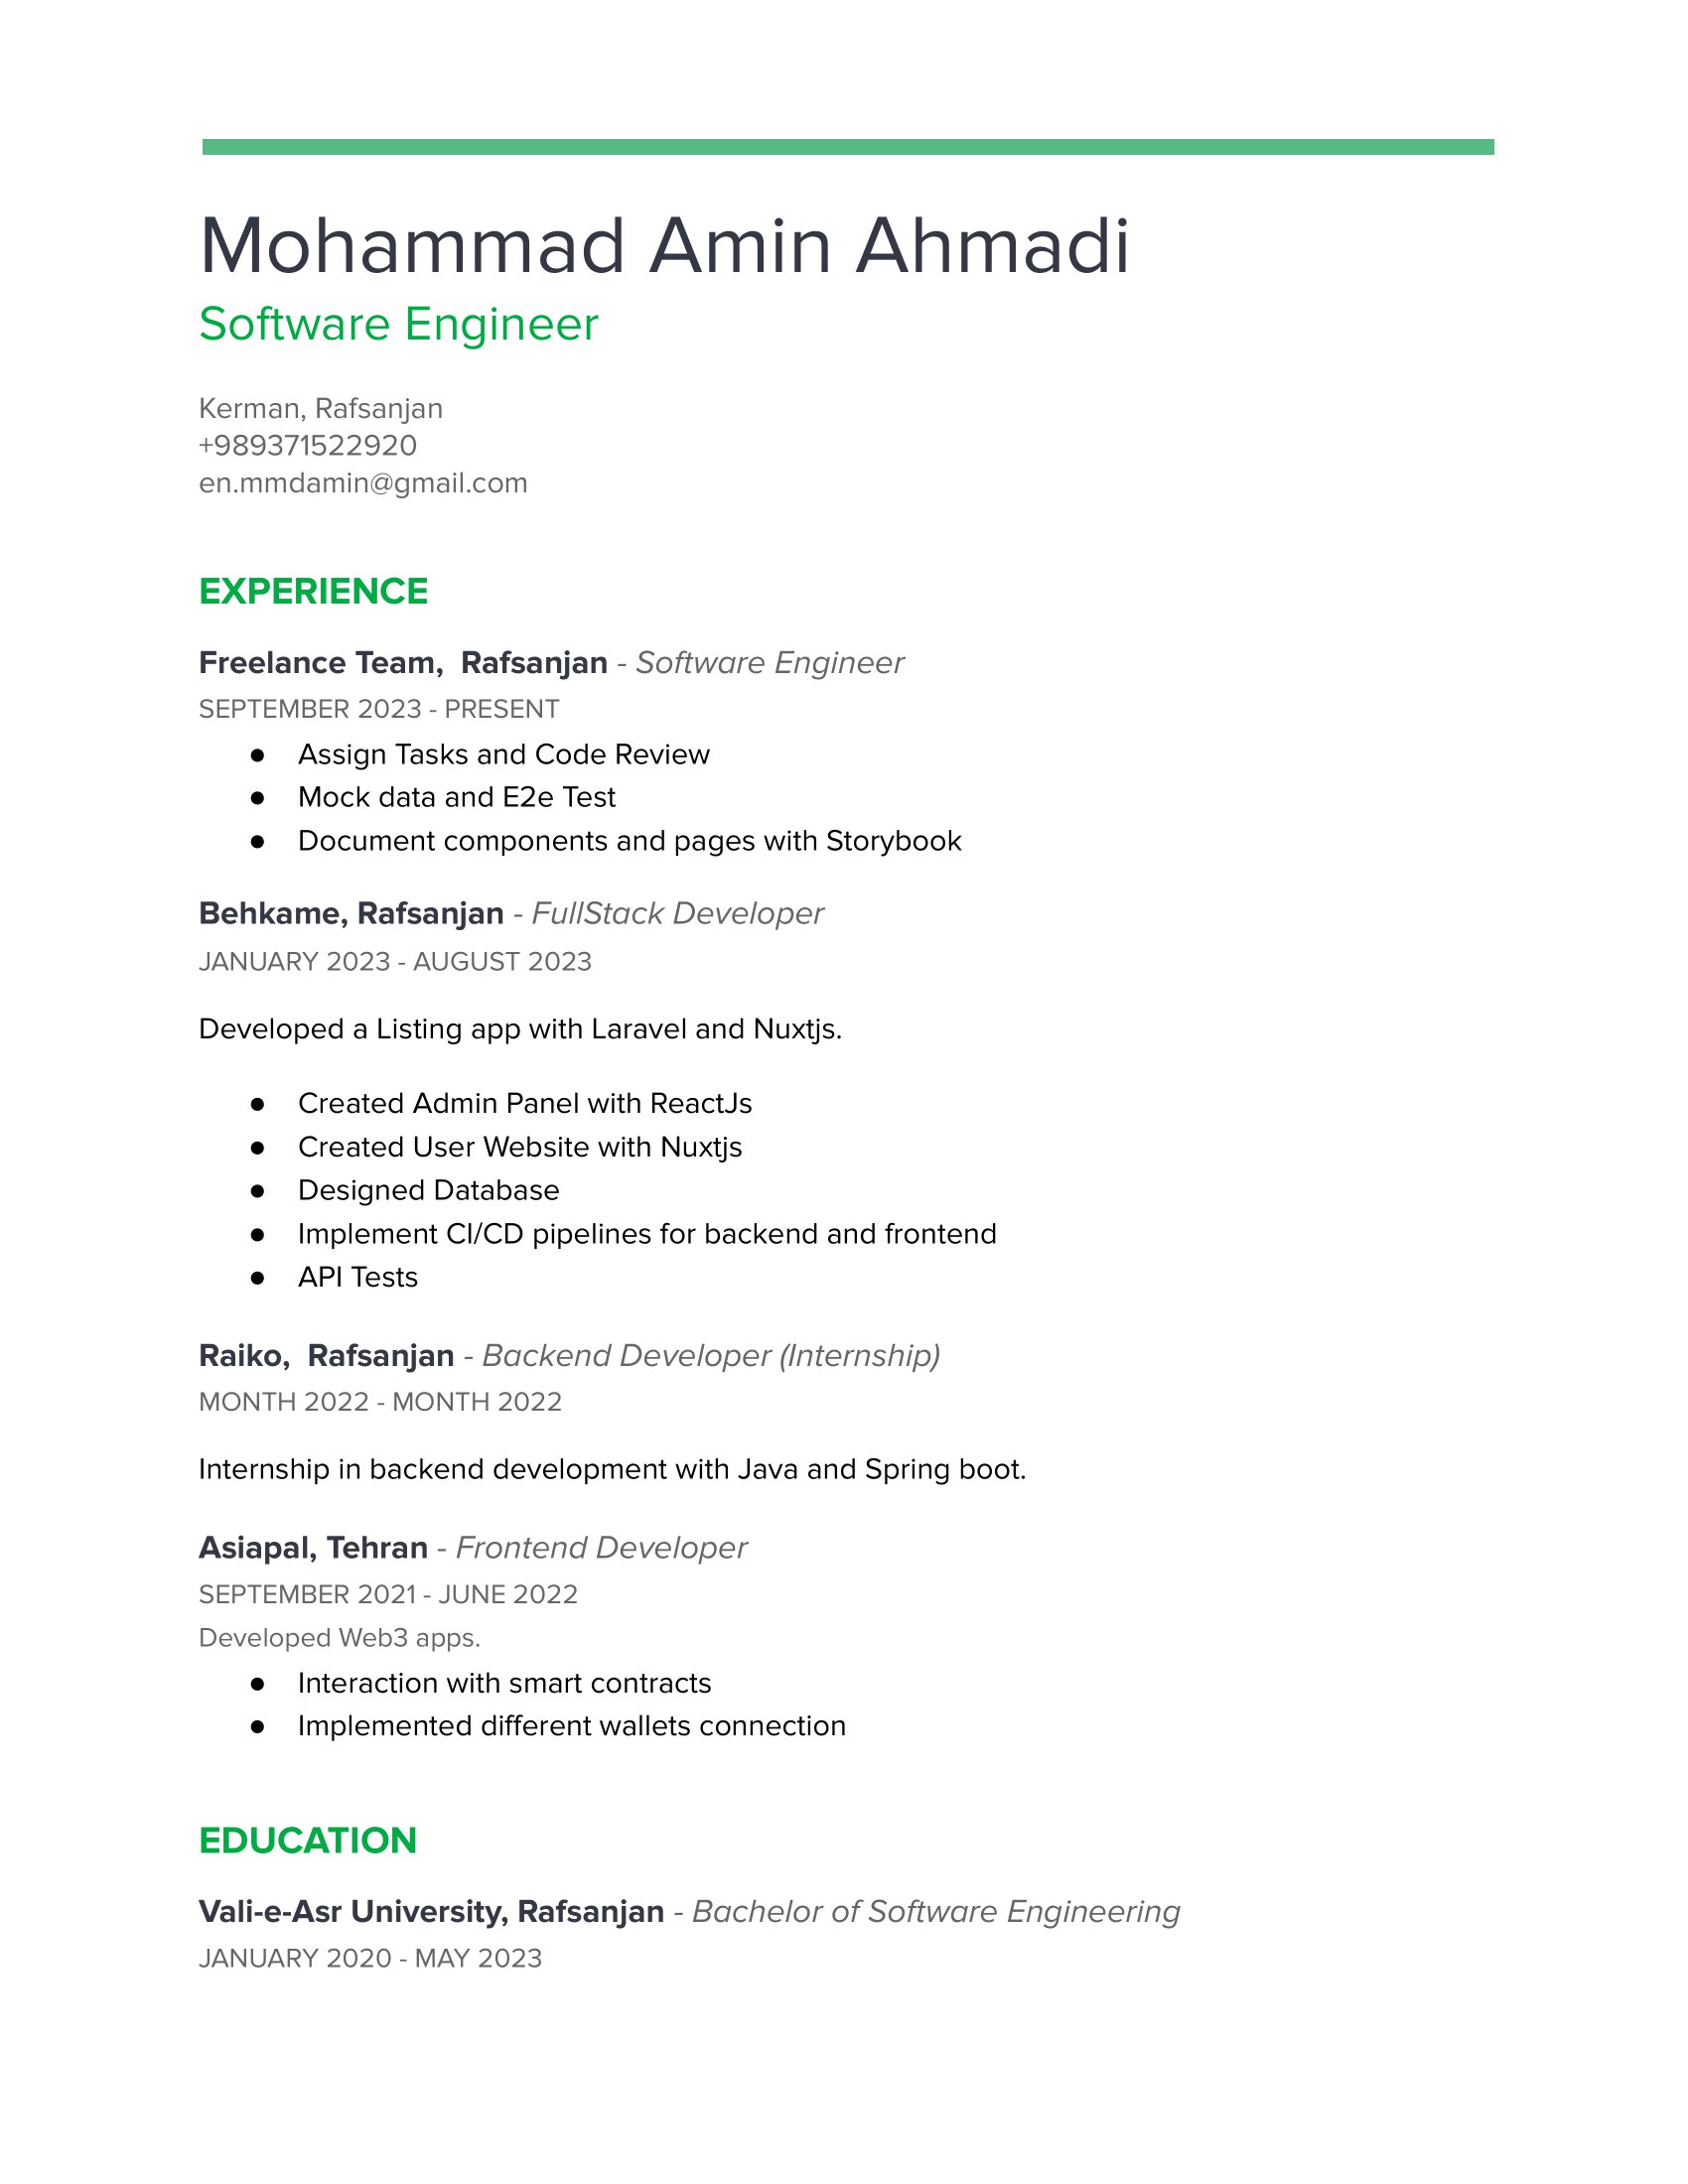 Mohammad Amin Ahmadi
Software Engineer
Kerman, Rafsanjan
+989371522920
en.mmdamin@gmail.com
EXPERIENCE
Freelance Team,  Rafsanjan - Software Engineer
SEPTEMBER 2023 - PRESENT
● Assign Tasks and Code Review
● Mock data and E2e Test
● Document components and pages with Storybook
Behkame, Rafsanjan - FullStack Developer
JANUARY 2023 - AUGUST 2023
Developed a Listing app with Laravel and Nuxtjs.
● Created Admin Panel with ReactJs
● Created User Website with Nuxtjs
● Designed Database
● Implement CI/CD pipelines for backend and frontend
● API Tests
Raiko,  Rafsanjan - Backend Developer (Internship)
MONTH 2022 - MONTH 2022
Internship in backend development with Java and Spring boot.
Asiapal, Tehran - Frontend Developer
SEPTEMBER 2021 - JUNE 2022
Developed Web3 apps.
● Interaction with smart contracts
● Implemented different wallets connection
EDUCATION
Vali-e-Asr University, Rafsanjan - Bachelor of Software Engineering
JANUARY 2020 - MAY 2023